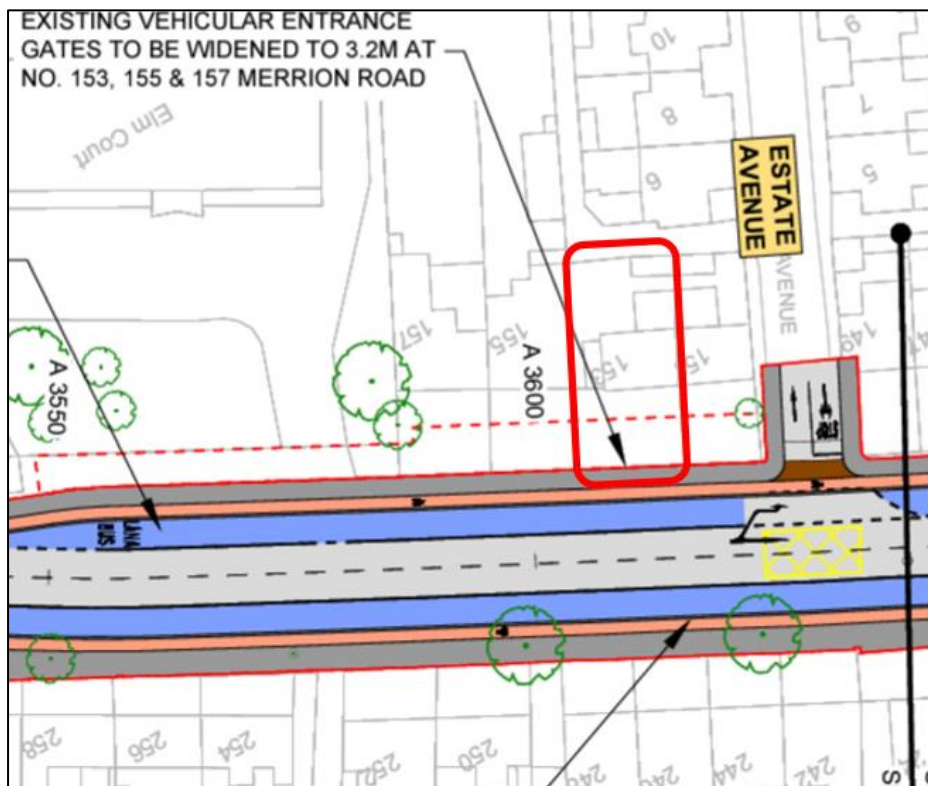 EXISTING VEHICULAR ENTRANCE
GATES TO BE WIDENED TO 3.2M AT
NO. 153, 155 & 157 MERRION ROAD
Elm Court
10
8
6
9
7
5
ESTATE
AVENUE
AVENUE
157
155
153
149
147
A 3550
A 3600
LANA
BUS
258
256
254
252
250
246
244
242
S